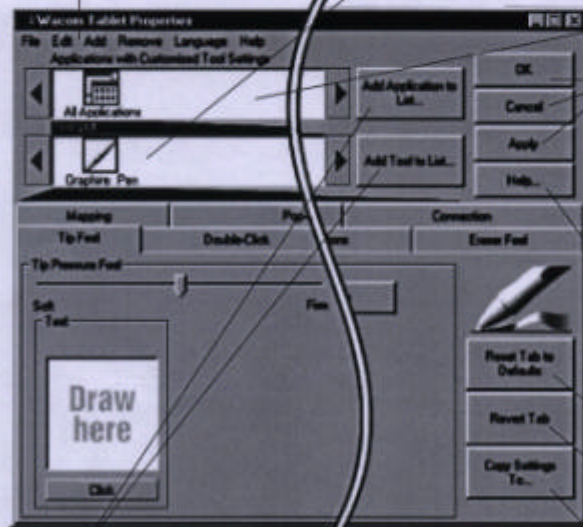 Wacom Tablet Properties
File Edit Add Remove Language Help
Applications with Customized Tool Settings
All Applications
Add Application to
List...
OK
Cancel
Apply
Help...
Graphire Pen
Add Tool to List...
Mapping Pop- Connection
Tip Feel Double-Click ons Eraser Feel
Tip Pressure Feel
Soft Firm
Test
Draw
here
Click
Reset Tab to
Defaults
Revert Tab
Copy Settings
To...